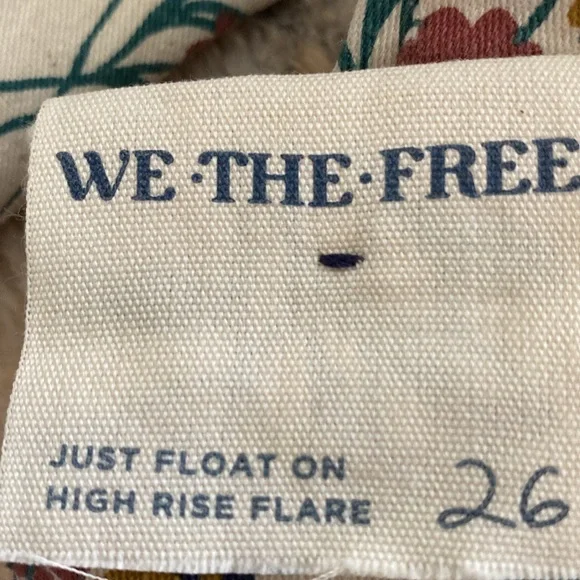 WE·THE·FREE
JUST FLOAT ON
HIGH RISE FLARE 26